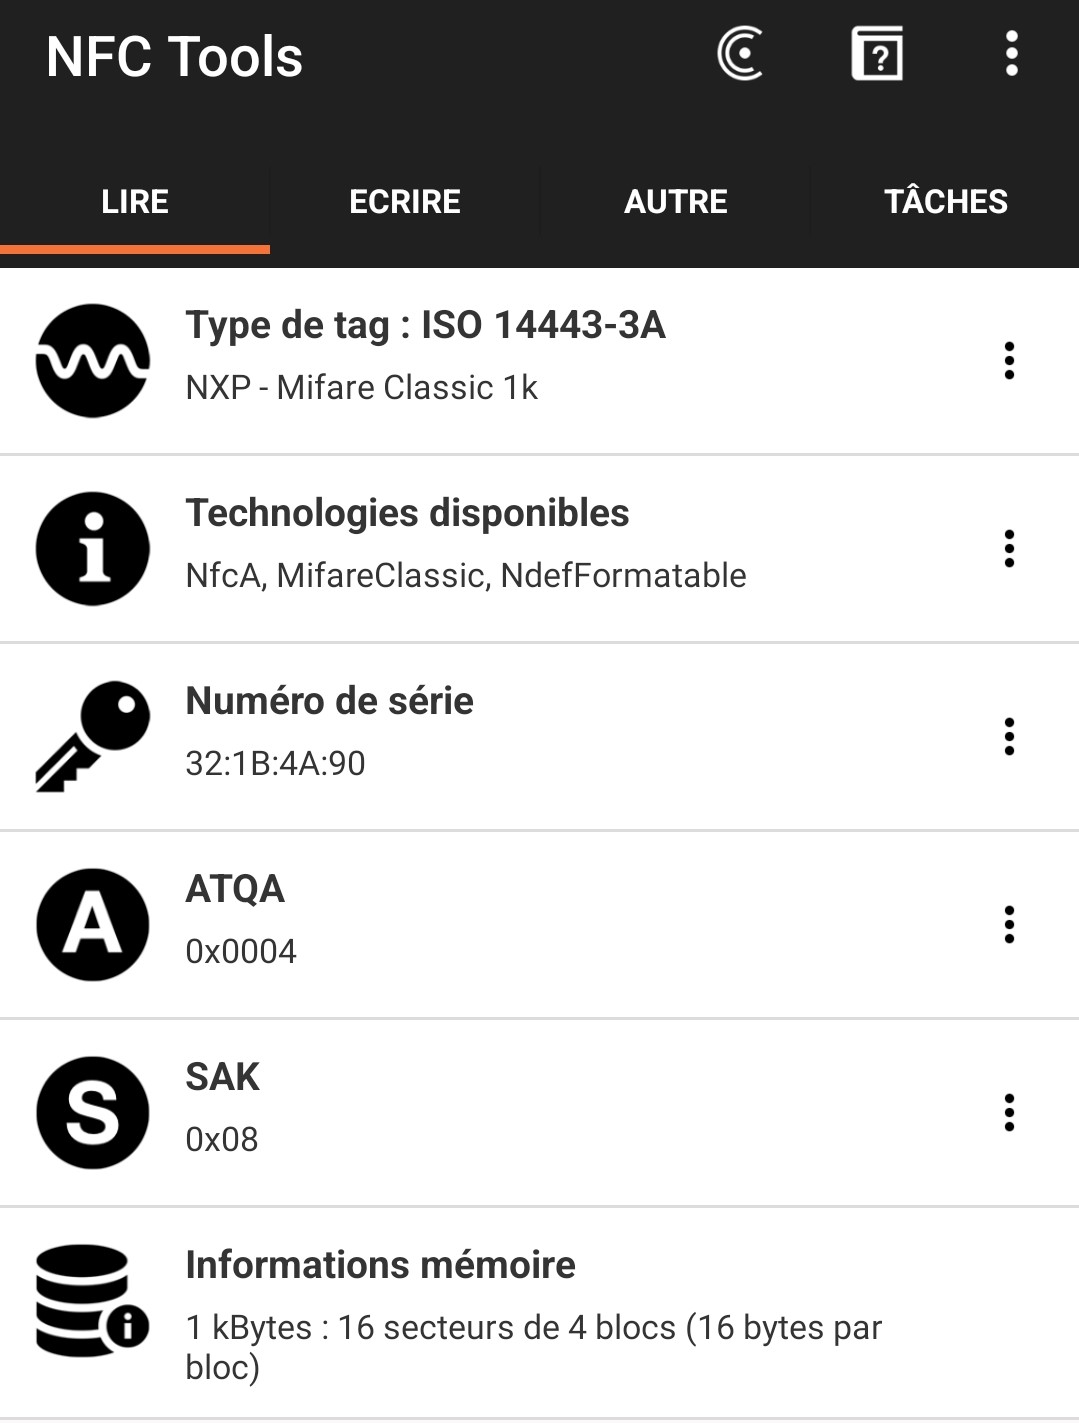 NFC Tools
LIRE
ECRIRE
AUTRE
TÂCHES
Type de tag : ISO 14443-3A
NXP - Mifare Classic 1k
Technologies disponibles
NfcA, MifareClassic, NdefFormatable
Numéro de série
32:1B:4A:90
A
ATQA
0x0004
S
SAK
0x08
Informations mémoire
1 kBytes : 16 secteurs de 4 blocs (16 bytes par
bloc)